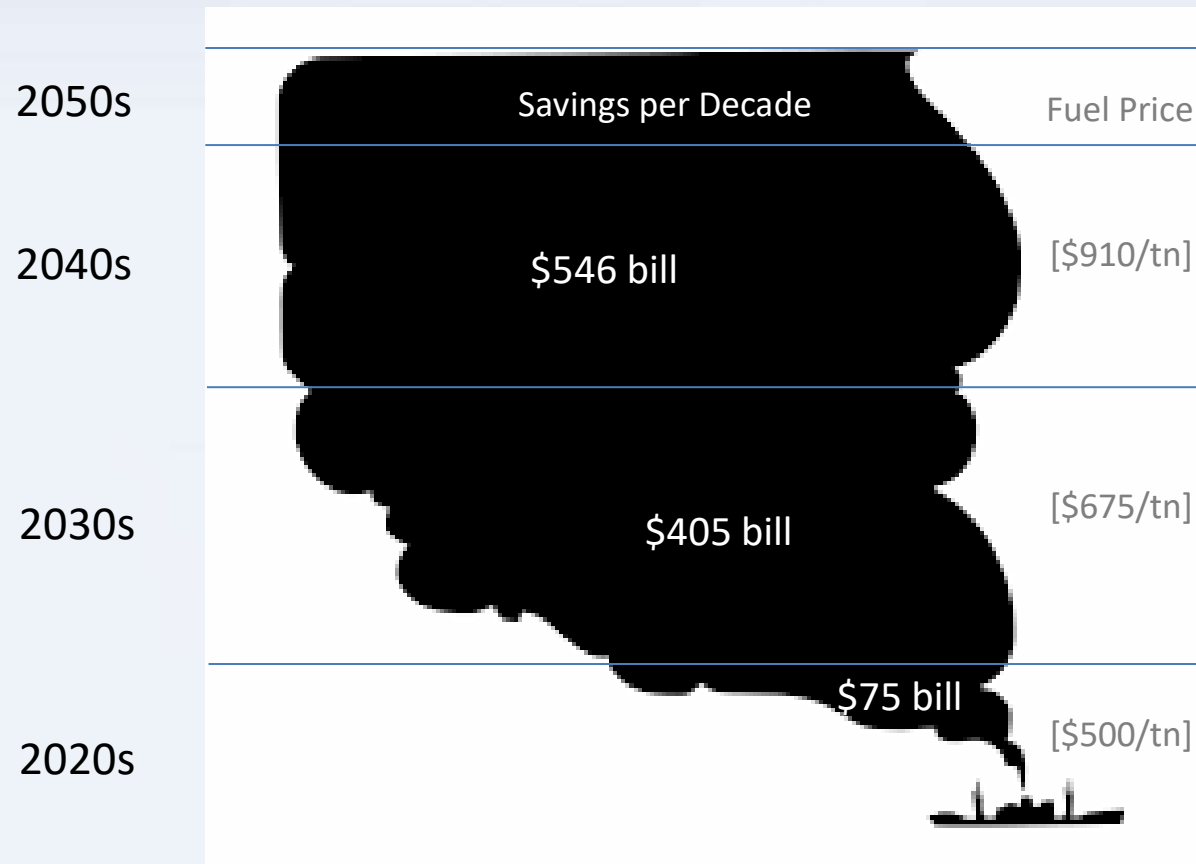 2050s
Savings per Decade
Fuel Price
2040s
$546 bill
[$910/tn]
2030s
$405 bill
[$675/tn]
2020s
$75 bill
[$500/tn]